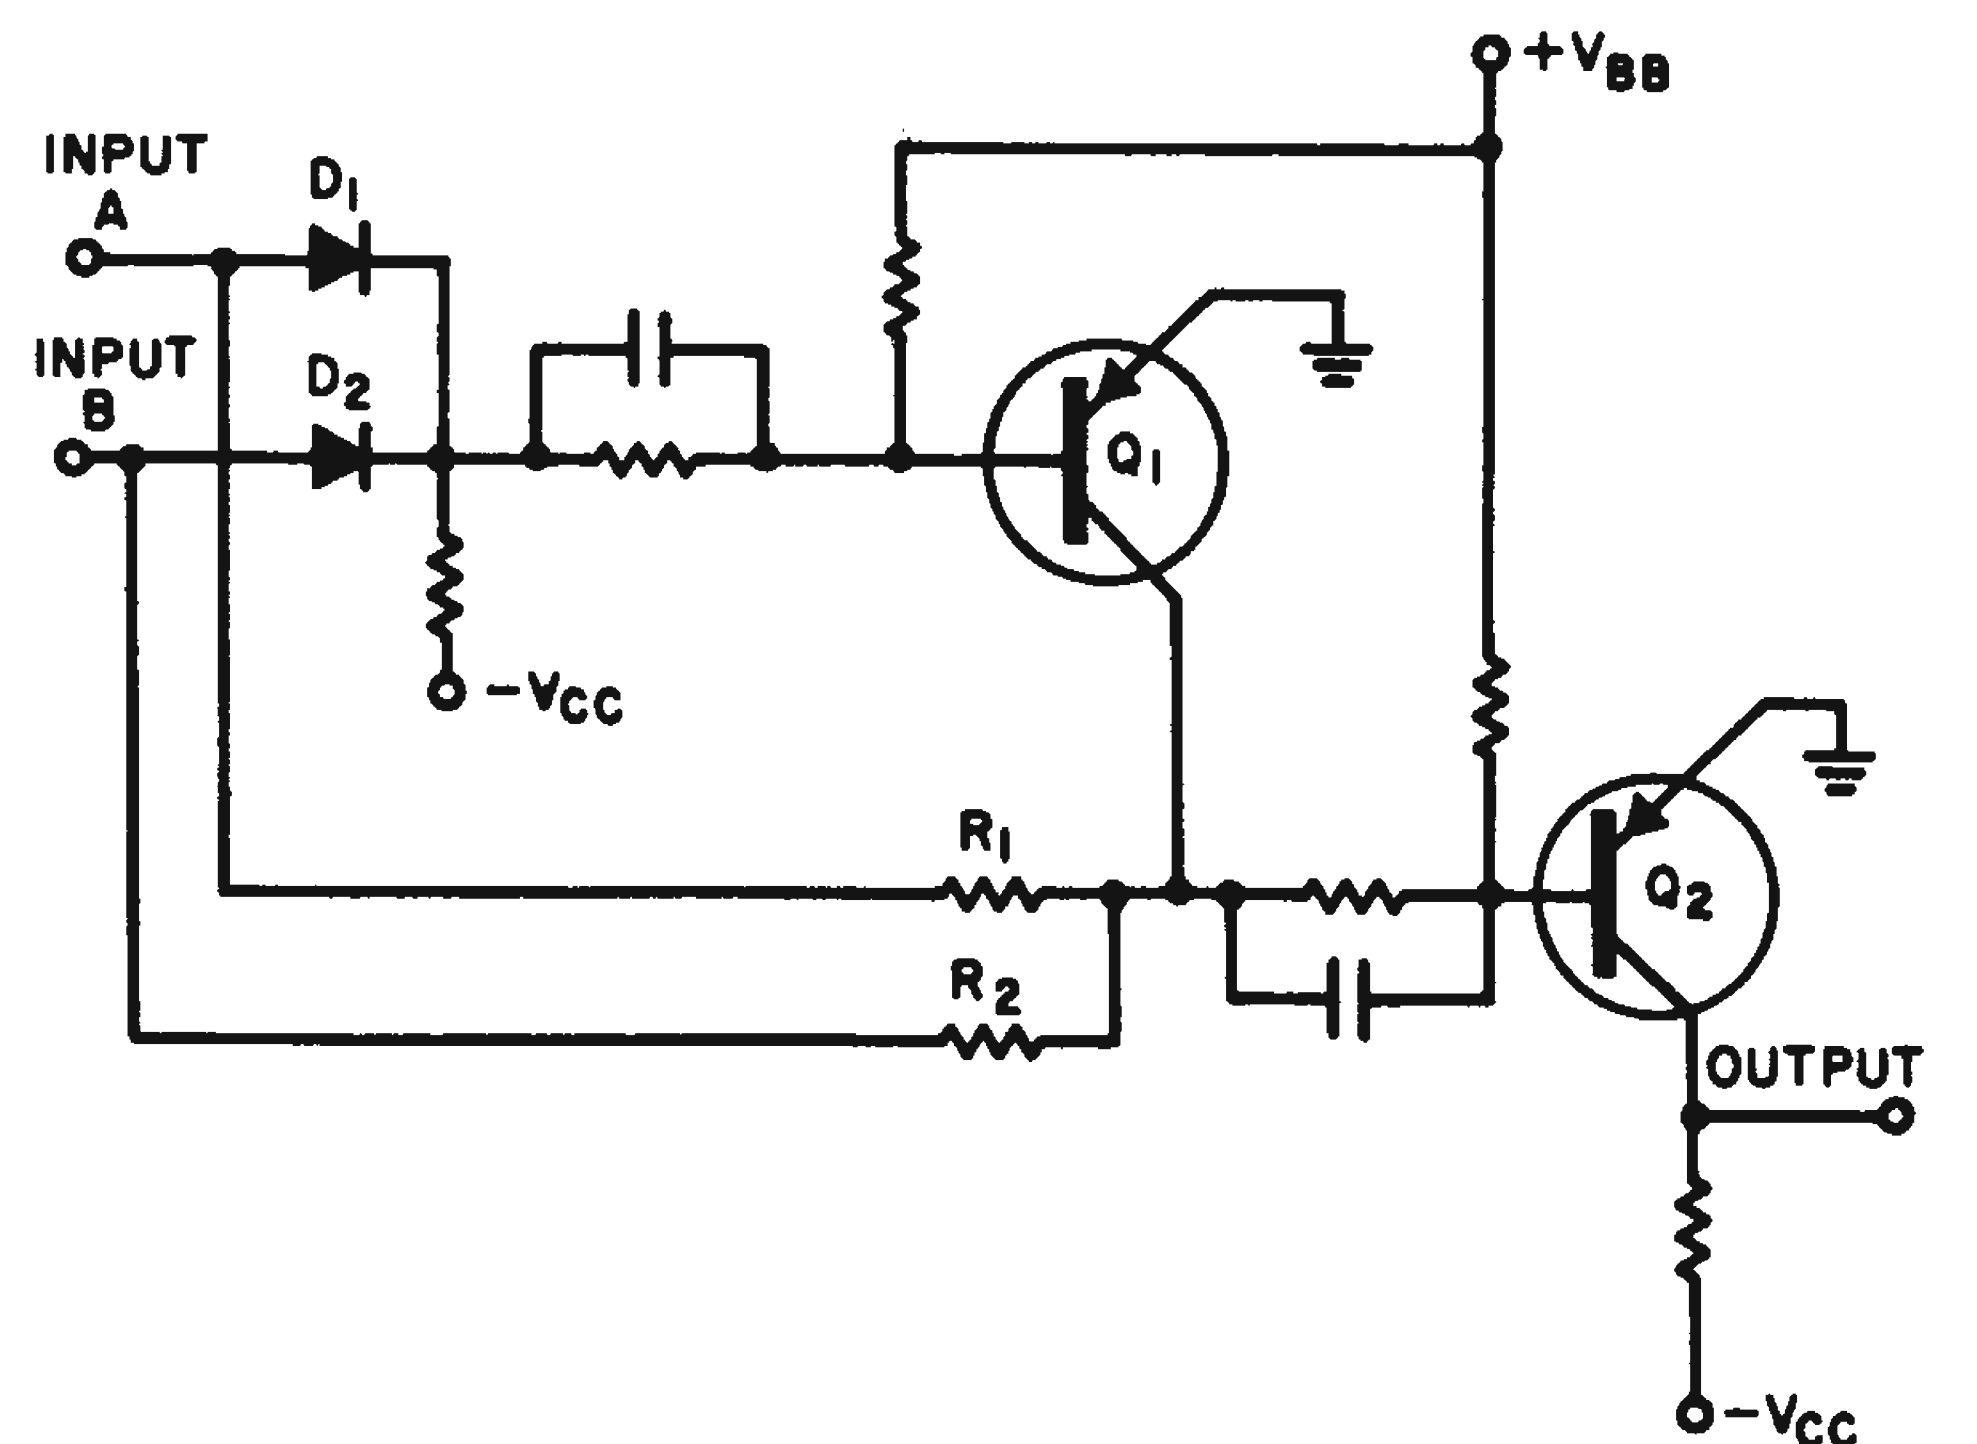 +VBB
INPUT
A
D1
INPUT
B
D2
Q1
-VCC
R1
Q2
R2
OUTPUT
-VCC